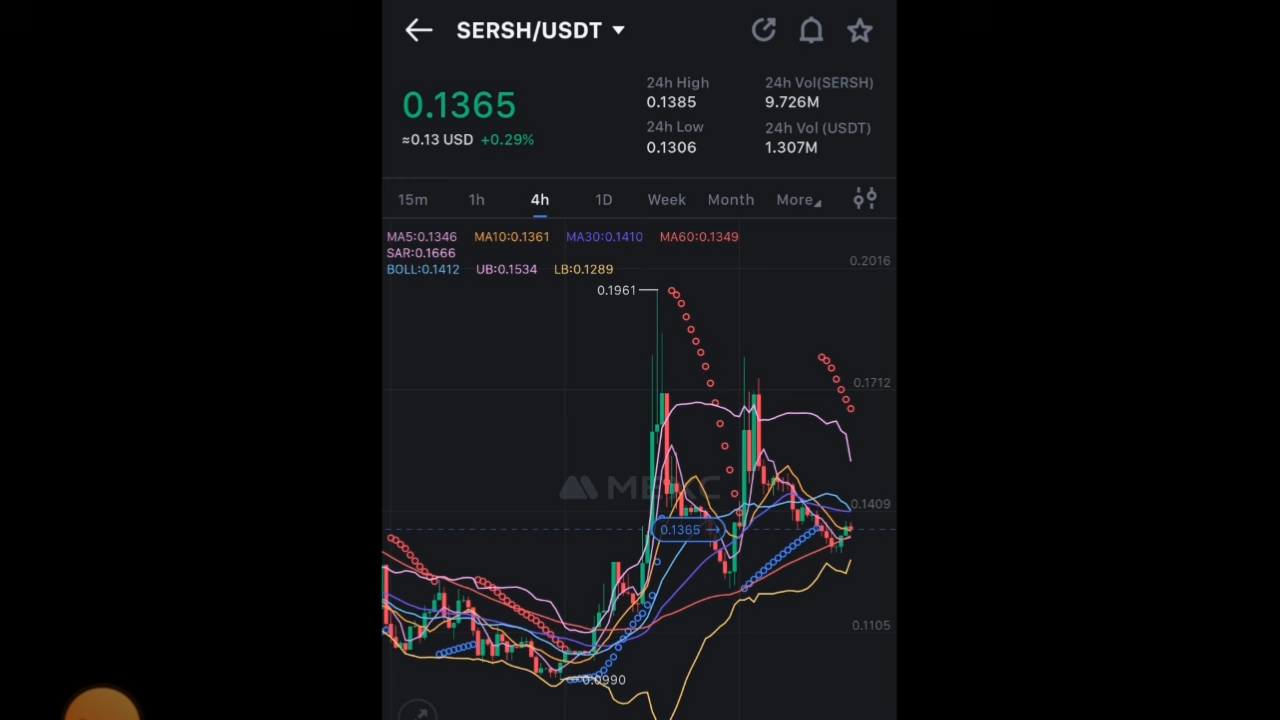 SERSH/USDT
0.1365
≈0.13 USD +0.29%
24h High
0.1385
24h Low
0.1306
24h Vol(SERSH)
9.726M
24h Vol (USDT)
1.307M
15m 1h 4h 1D Week Month More
MA5:0.1346 MA10:0.1361 MA30:0.1410 MA60:0.1349
SAR:0.1666
BOLL:0.1412 UB:0.1534 LB:0.1289
0.2016
0.1961
0.1712
MEXC
0.1409
0.1365
0.1105
0.0990